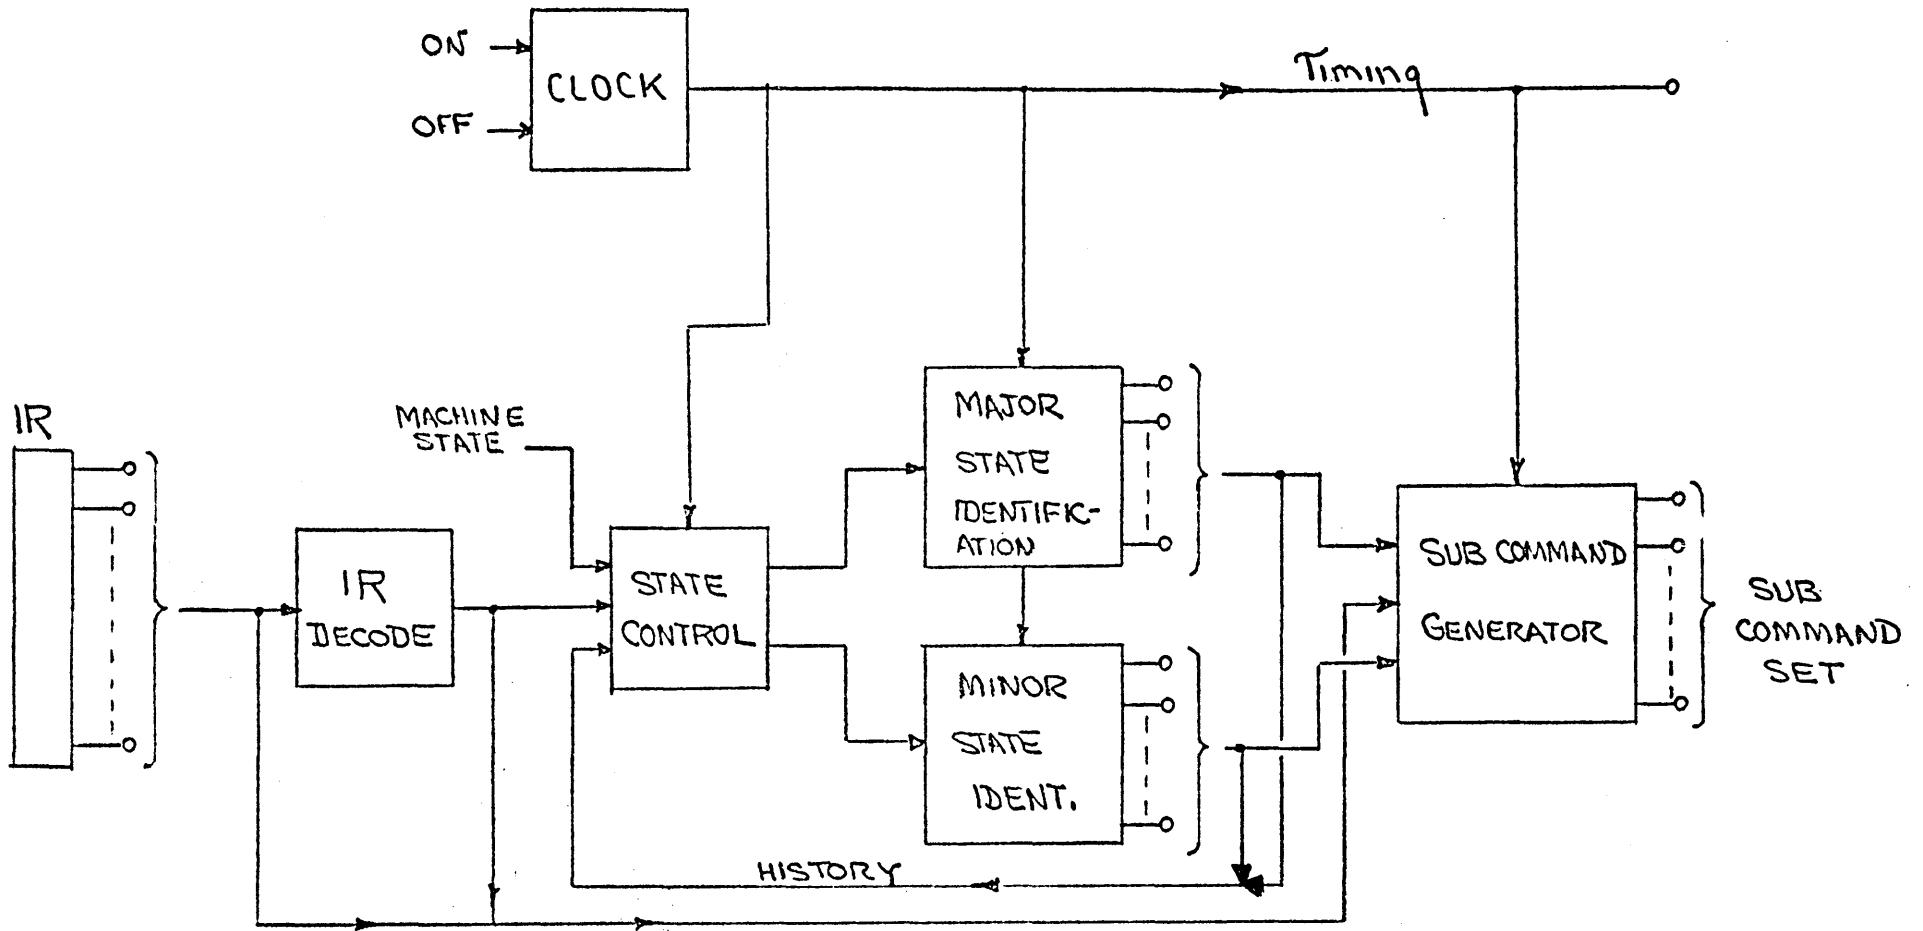 ON
OFF
CLOCK
Timing
IR
MACHINE
STATE
IR
DECODE
STATE
CONTROL
MAJOR
STATE
IDENTIFIC-
ATION
MINOR
STATE
IDENT.
HISTORY
SUB COMMAND
GENERATOR
SUB
COMMAND
SET